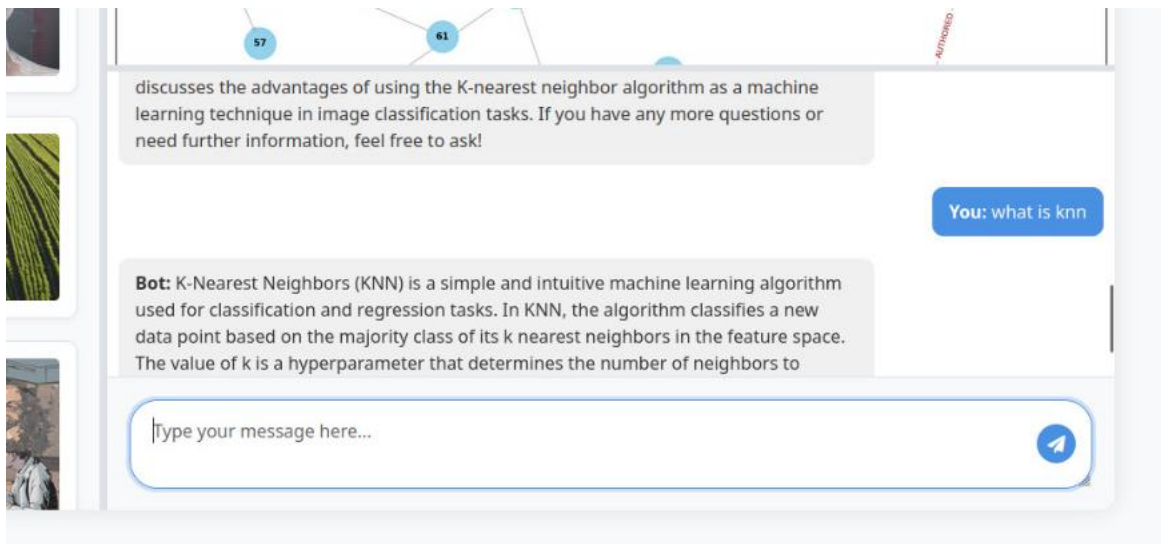 57
61
AUTHORED
discusses the advantages of using the K-nearest neighbor algorithm as a machine
learning technique in image classification tasks. If you have any more questions or
need further information, feel free to ask!
You: what is knn
Bot: K-Nearest Neighbors (KNN) is a simple and intuitive machine learning algorithm
used for classification and regression tasks. In KNN, the algorithm classifies a new
data point based on the majority class of its k nearest neighbors in the feature space.
The value of k is a hyperparameter that determines the number of neighbors to
Type your message here...